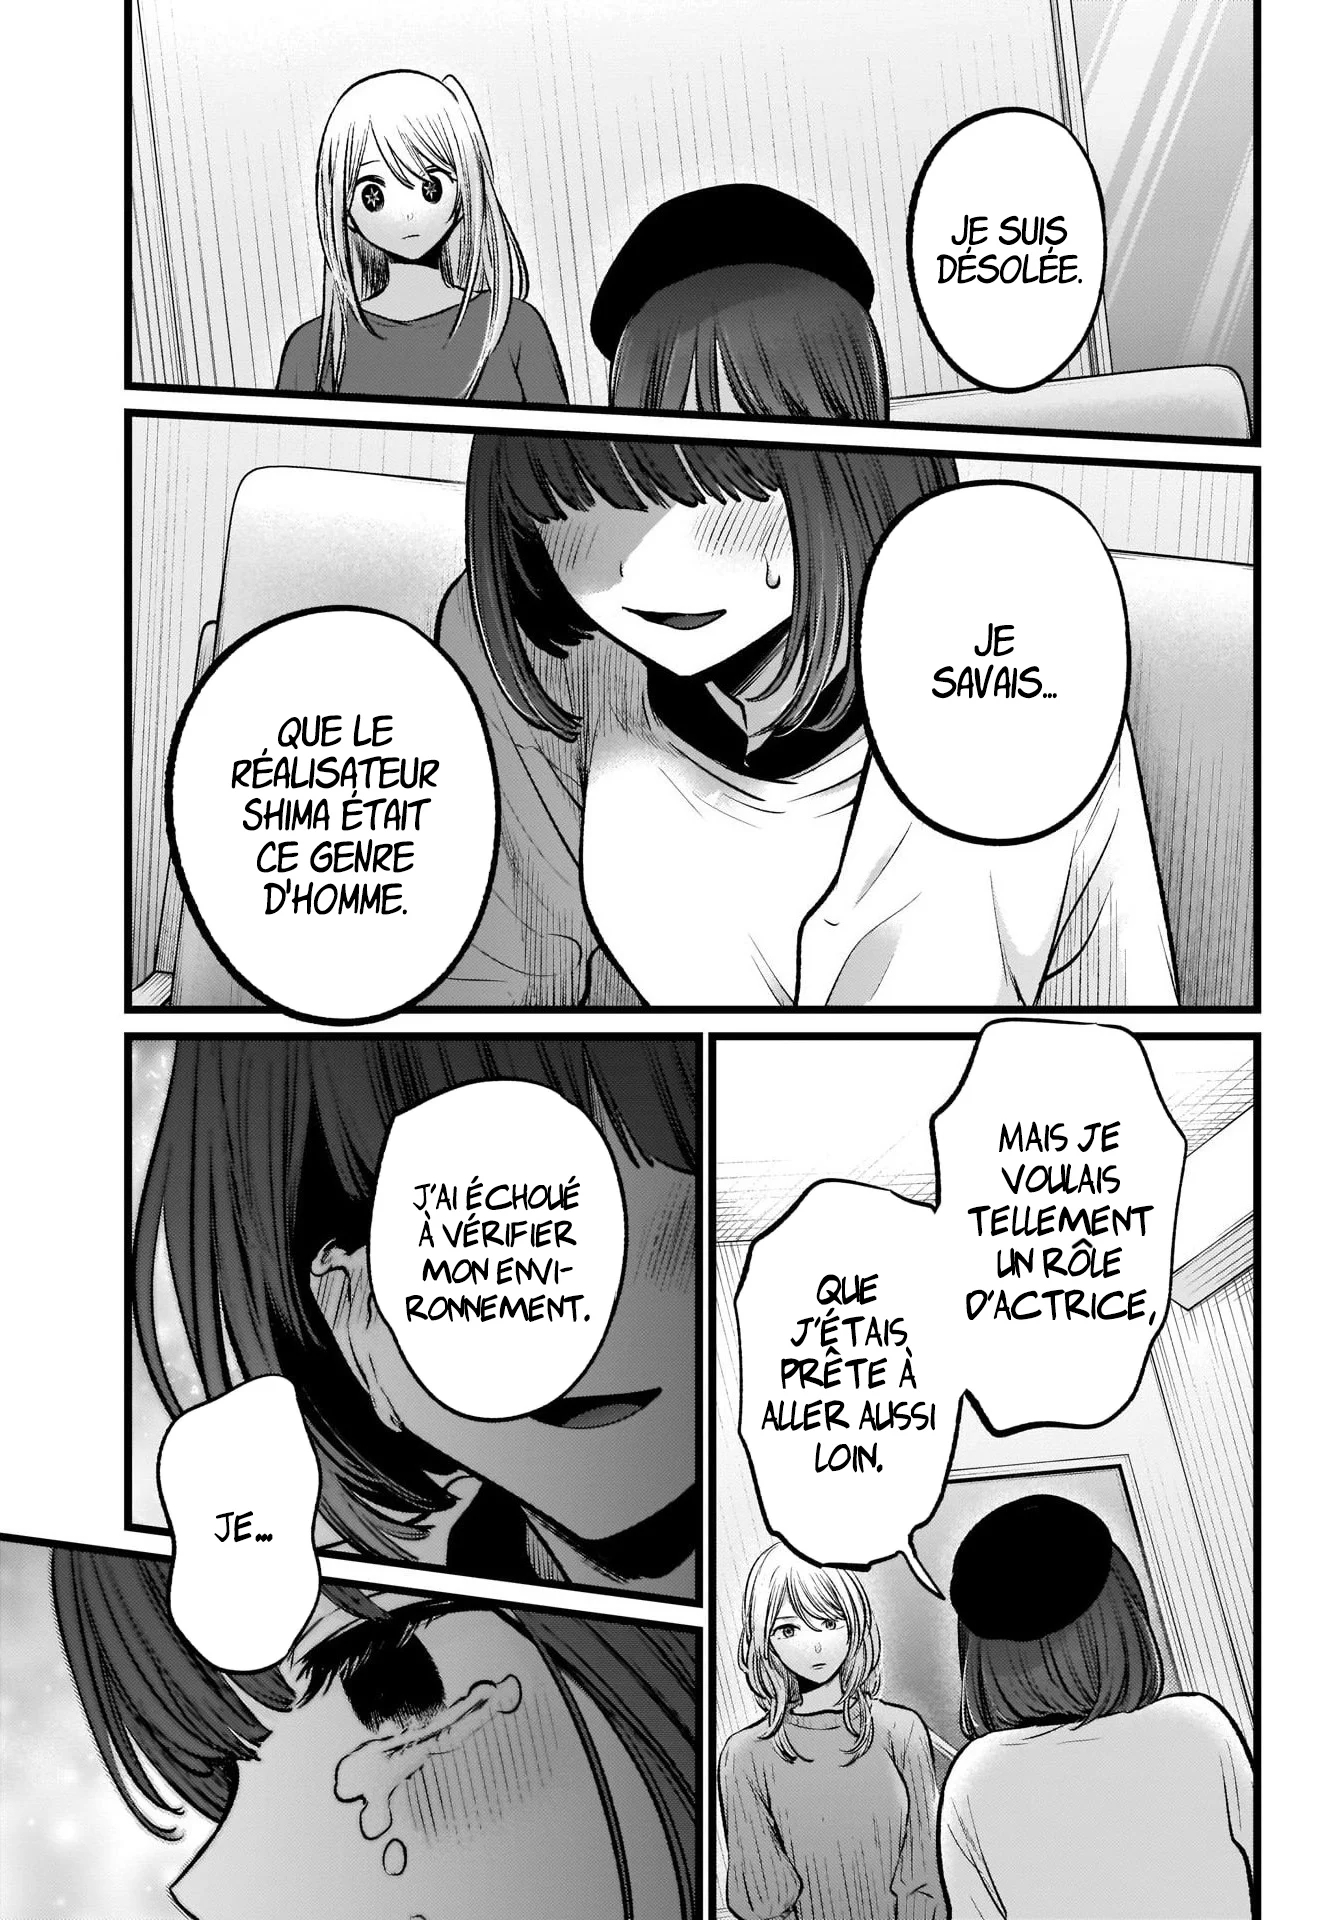 JE SUIS
DÉSOLÉE.
JE
SAVAIS...
QUE LE
RÉALISATEUR
SHIMA ÉTAIT
CE GENRE
D'HOMME.
MAIS JE
VOULAIS
TELLEMENT
UN RÔLE
D'ACTRICE,
QUE
J'ÉTAIS
PRÊTE À
ALLER AUSSI
LOIN.
J'AI ÉCHOUÉ
À VÉRIFIER
MON ENVI-
RONNEMENT.
JE...